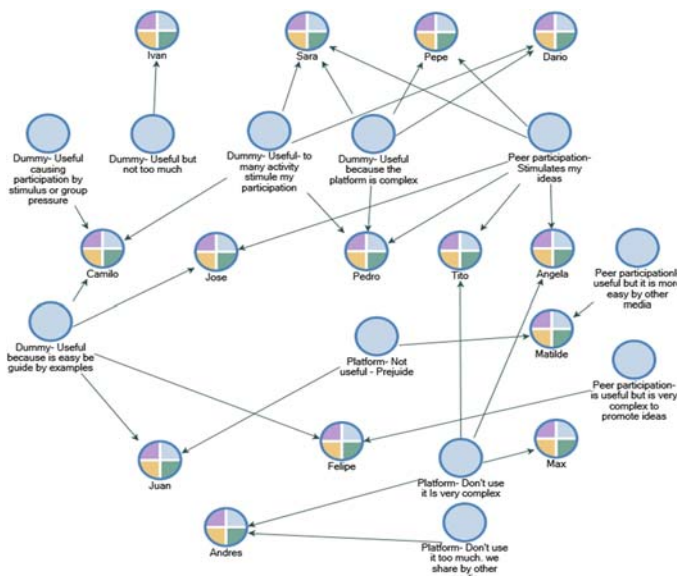 Ivan
Sara
Pepe
Dario
Dummy- Useful
causing
participation by
stimulus or group
pressure
Dummy- Useful but
not too much
Dummy- Useful- to
many activity
stimule my
participation
Dummy- Useful
because the
platform is complex
Peer participation-
Stimulates my
ideas
Camilo
Jose
Pedro
Tito
Angela
Peer participationI
useful but it is more
easy by other
media
Dummy- Useful
because is easy be
guide by examples
Platform- Not
useful - Prejuide
Matilde
Peer participation-
is useful but is very
complex to
promote ideas
Juan
Felipe
Platform- Don't use
it Is very complex
Max
Andres
Platform- Don't use
it too much. we
share by other